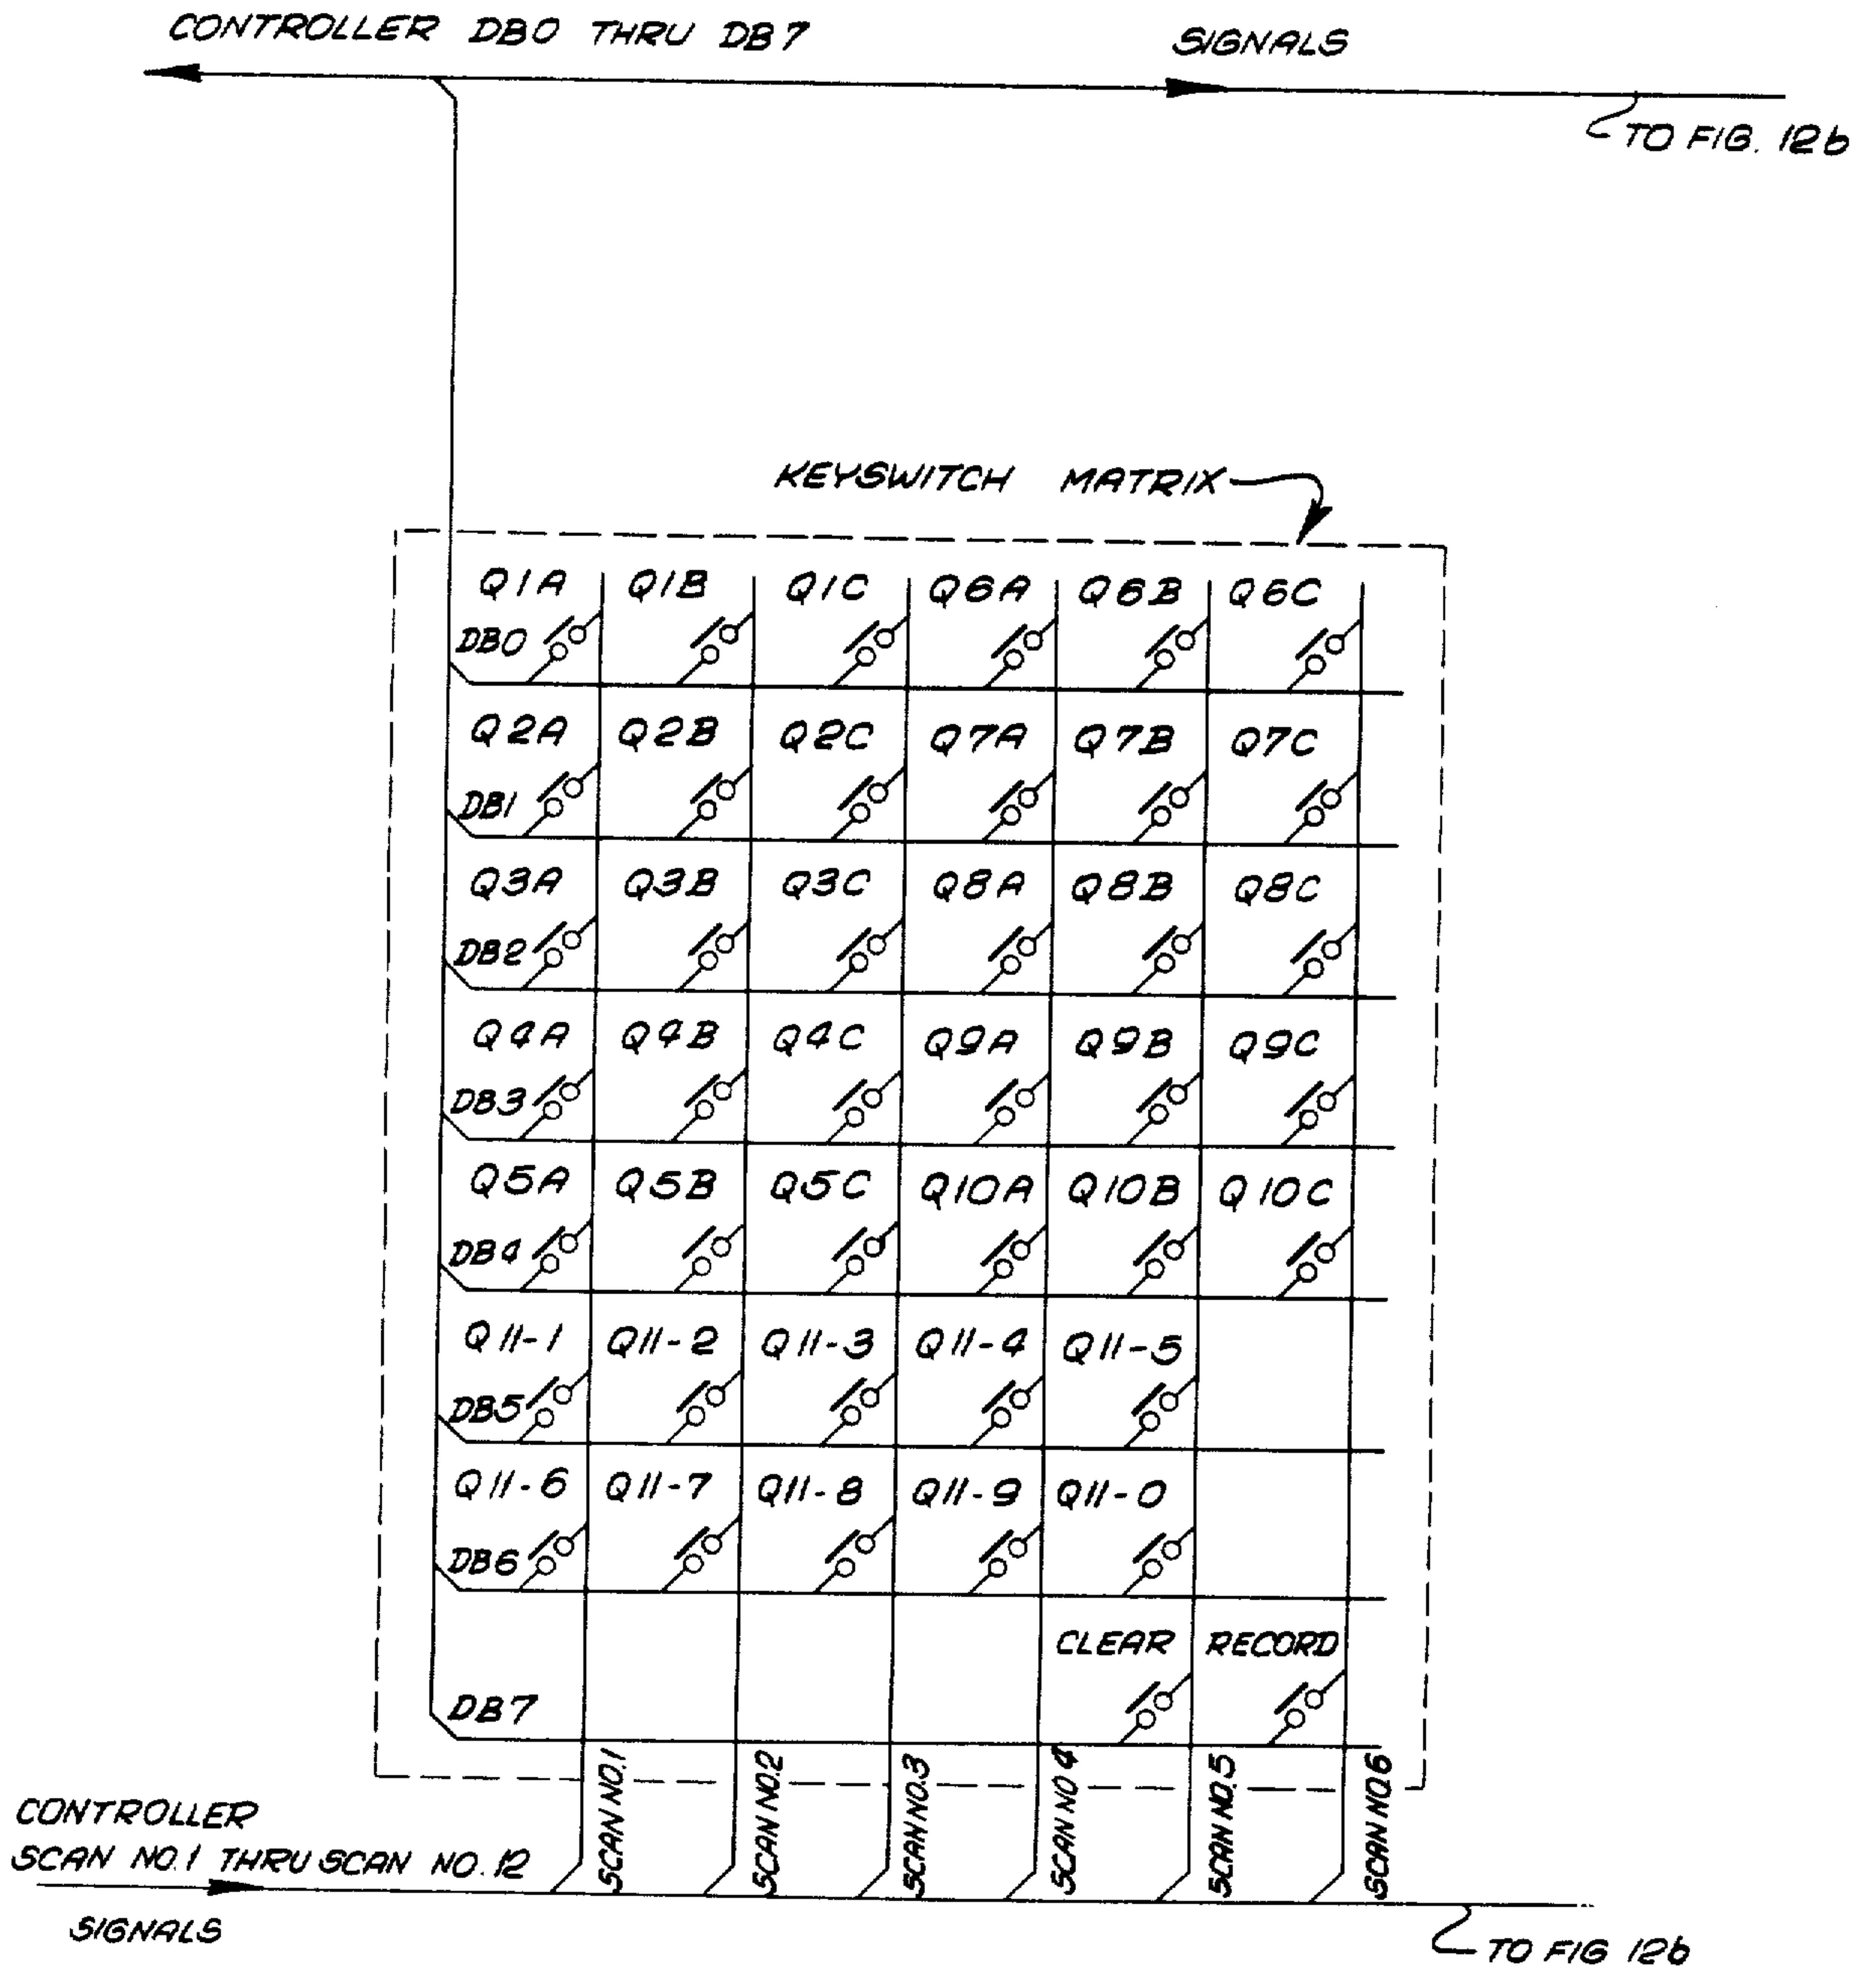 CONTROLLER DB0 THRU DB7 SIGNALS
TO FIG. 12b
KEYSWITCH MATRIX
Q1A Q1B Q1C Q6A Q6B Q6C
DB0
Q2A Q2B Q2C Q7A Q7B Q7C
DB1
Q3A Q3B Q3C Q8A Q8B Q8C
DB2
Q4A Q4B Q4C Q9A Q9B Q9C
DB3
Q5A Q5B Q5C Q10A Q10B Q10C
DB4
Q11-1 Q11-2 Q11-3 Q11-4 Q11-5
DB5
Q11-6 Q11-7 Q11-8 Q11-9 Q11-0
DB6
CLEAR RECORD
DB7
SCAN NO.1
SCAN NO.2
SCAN NO.3
SCAN NO 4
SCAN NO.5
SCAN NO.6
CONTROLLER
SCAN NO.1 THRU SCAN NO.12
SIGNALS
TO FIG 12b